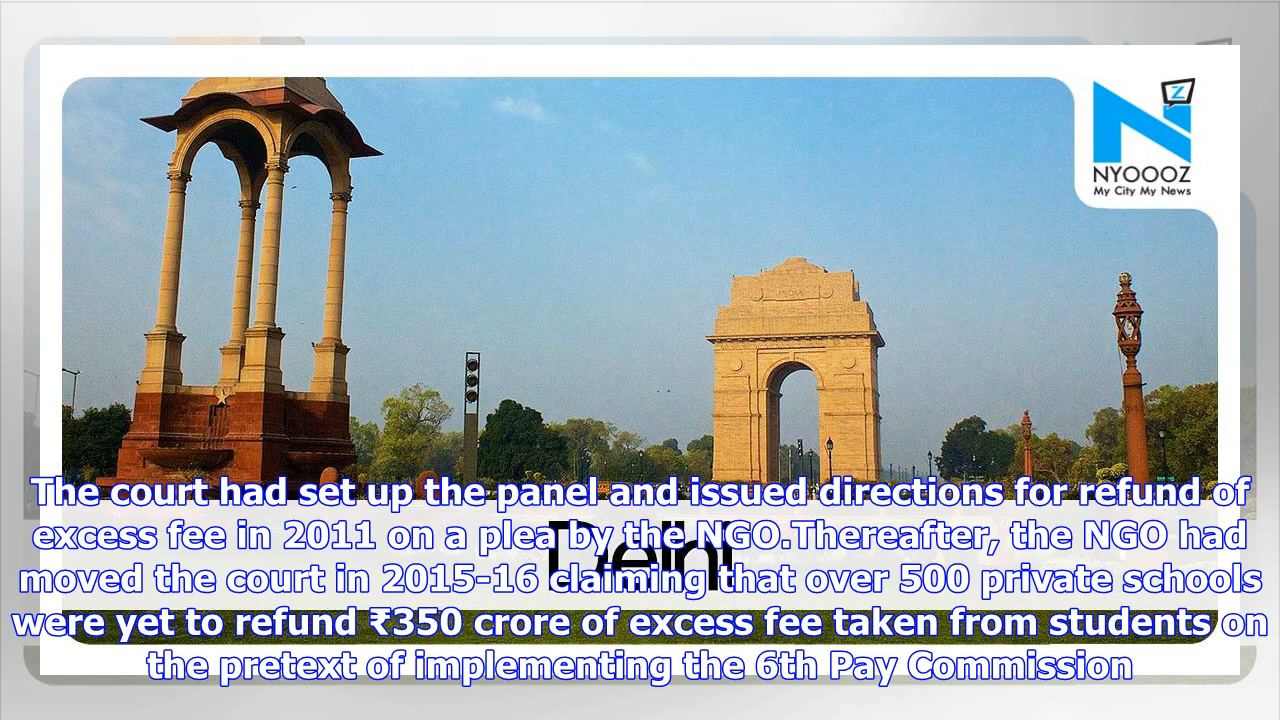 Z
NYOOOZ
My City My News
INDIA
The court had set up the panel and issued directions for refund of
excess fee in 2011 on a plea by the NGO.Thereafter, the NGO had
moved the court in 2015-16 claiming that over 500 private schools
were yet to refund ₹350 crore of excess fee taken from students on
the pretext of implementing the 6th Pay Commission
Delhi